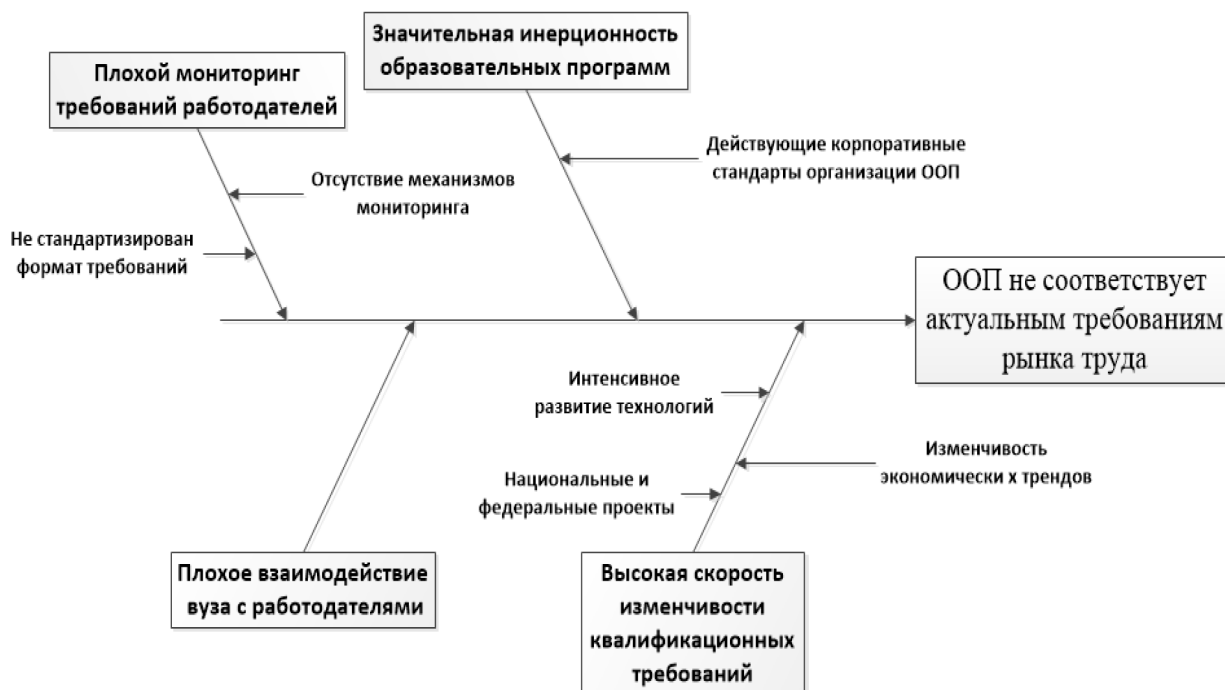 Значительная инерционность
образовательных программ
Плохой мониторинг
требований работодателей
Действующие корпоративные
стандарты организации ООП
Отсутствие механизмов
мониторинга
Не стандартизирован
формат требований
ООП не соответствует
актуальным требованиям
рынка труда
Интенсивное
развитие технологий
Изменчивость
экономически х трендов
Национальные и
федеральные проекты
Плохое взаимодействие
вуза с работодателями
Высокая скорость
изменчивости
квалификационных
требований